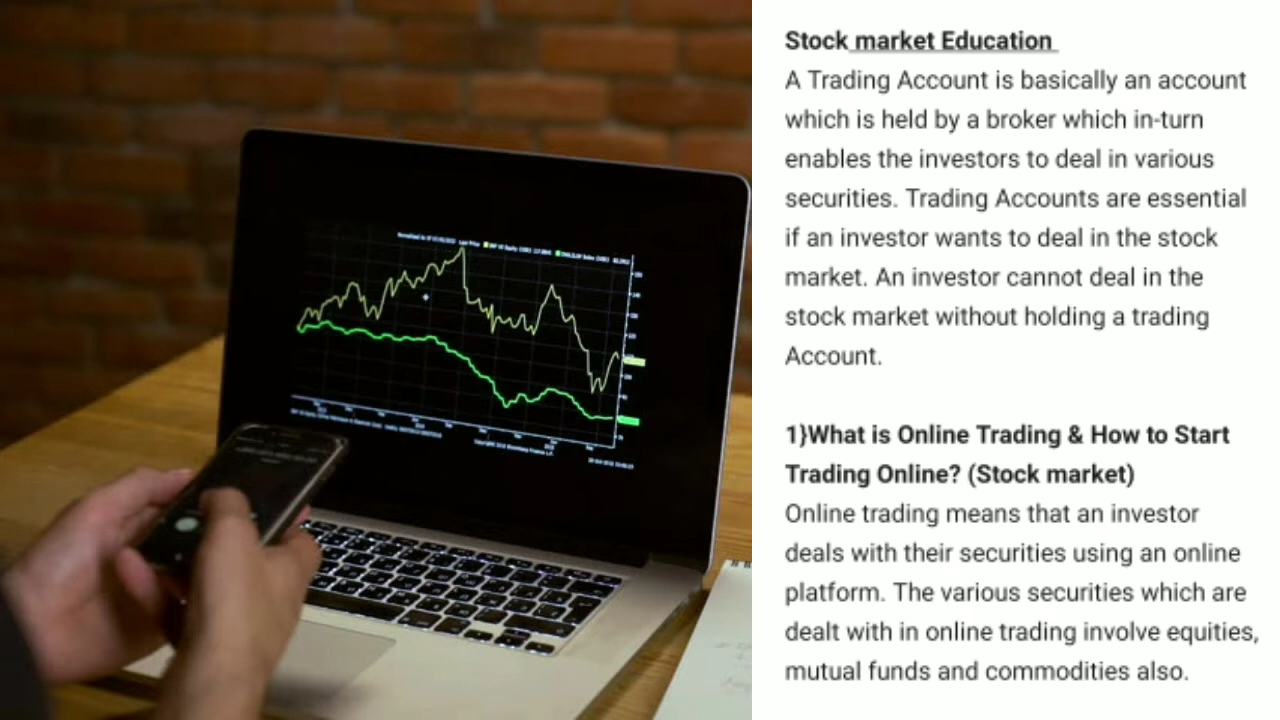 Stock market Education
A Trading Account is basically an account
which is held by a broker which in-turn
enables the investors to deal in various
securities. Trading Accounts are essential
if an investor wants to deal in the stock
market. An investor cannot deal in the
stock market without holding a trading
Account.
1}What is Online Trading & How to Start
Trading Online? (Stock market)
Online trading means that an investor
deals with their securities using an online
platform. The various securities which are
dealt with in online trading involve equities,
mutual funds and commodities also.